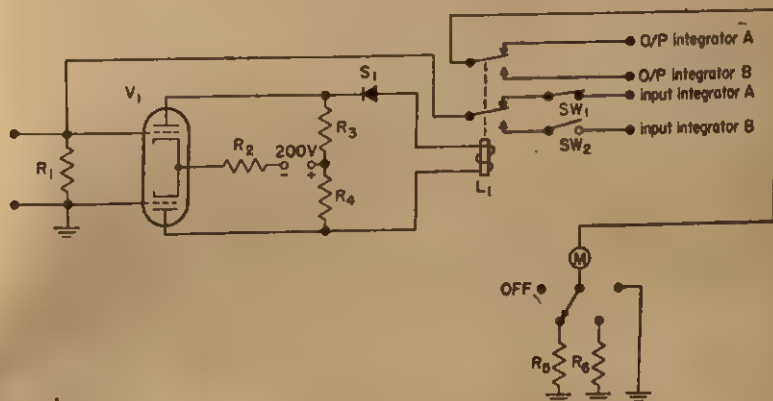 O/P integrator A
S₁
V₁
O/P integrator B
input integrator A
SW₁
R₃
R₂
200V
input integrator B
SW₂
R₁
- +
R₄
L₁
M
OFF
R₅
R₆